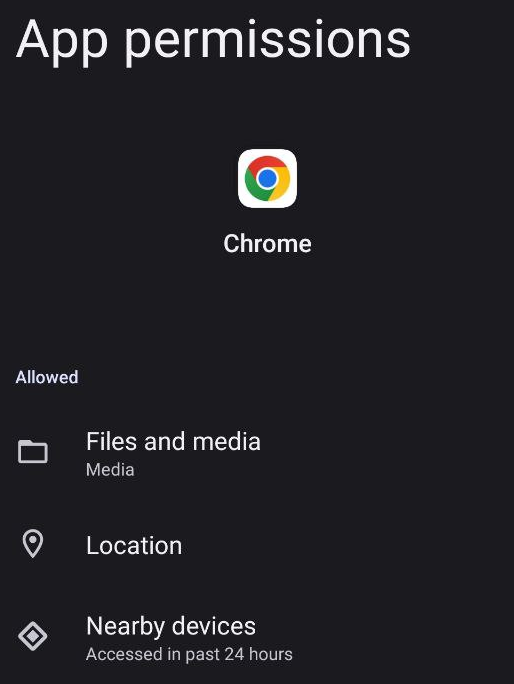 App permissions
Chrome
Allowed
Files and media
Media
Location
Nearby devices
Accessed in past 24 hours